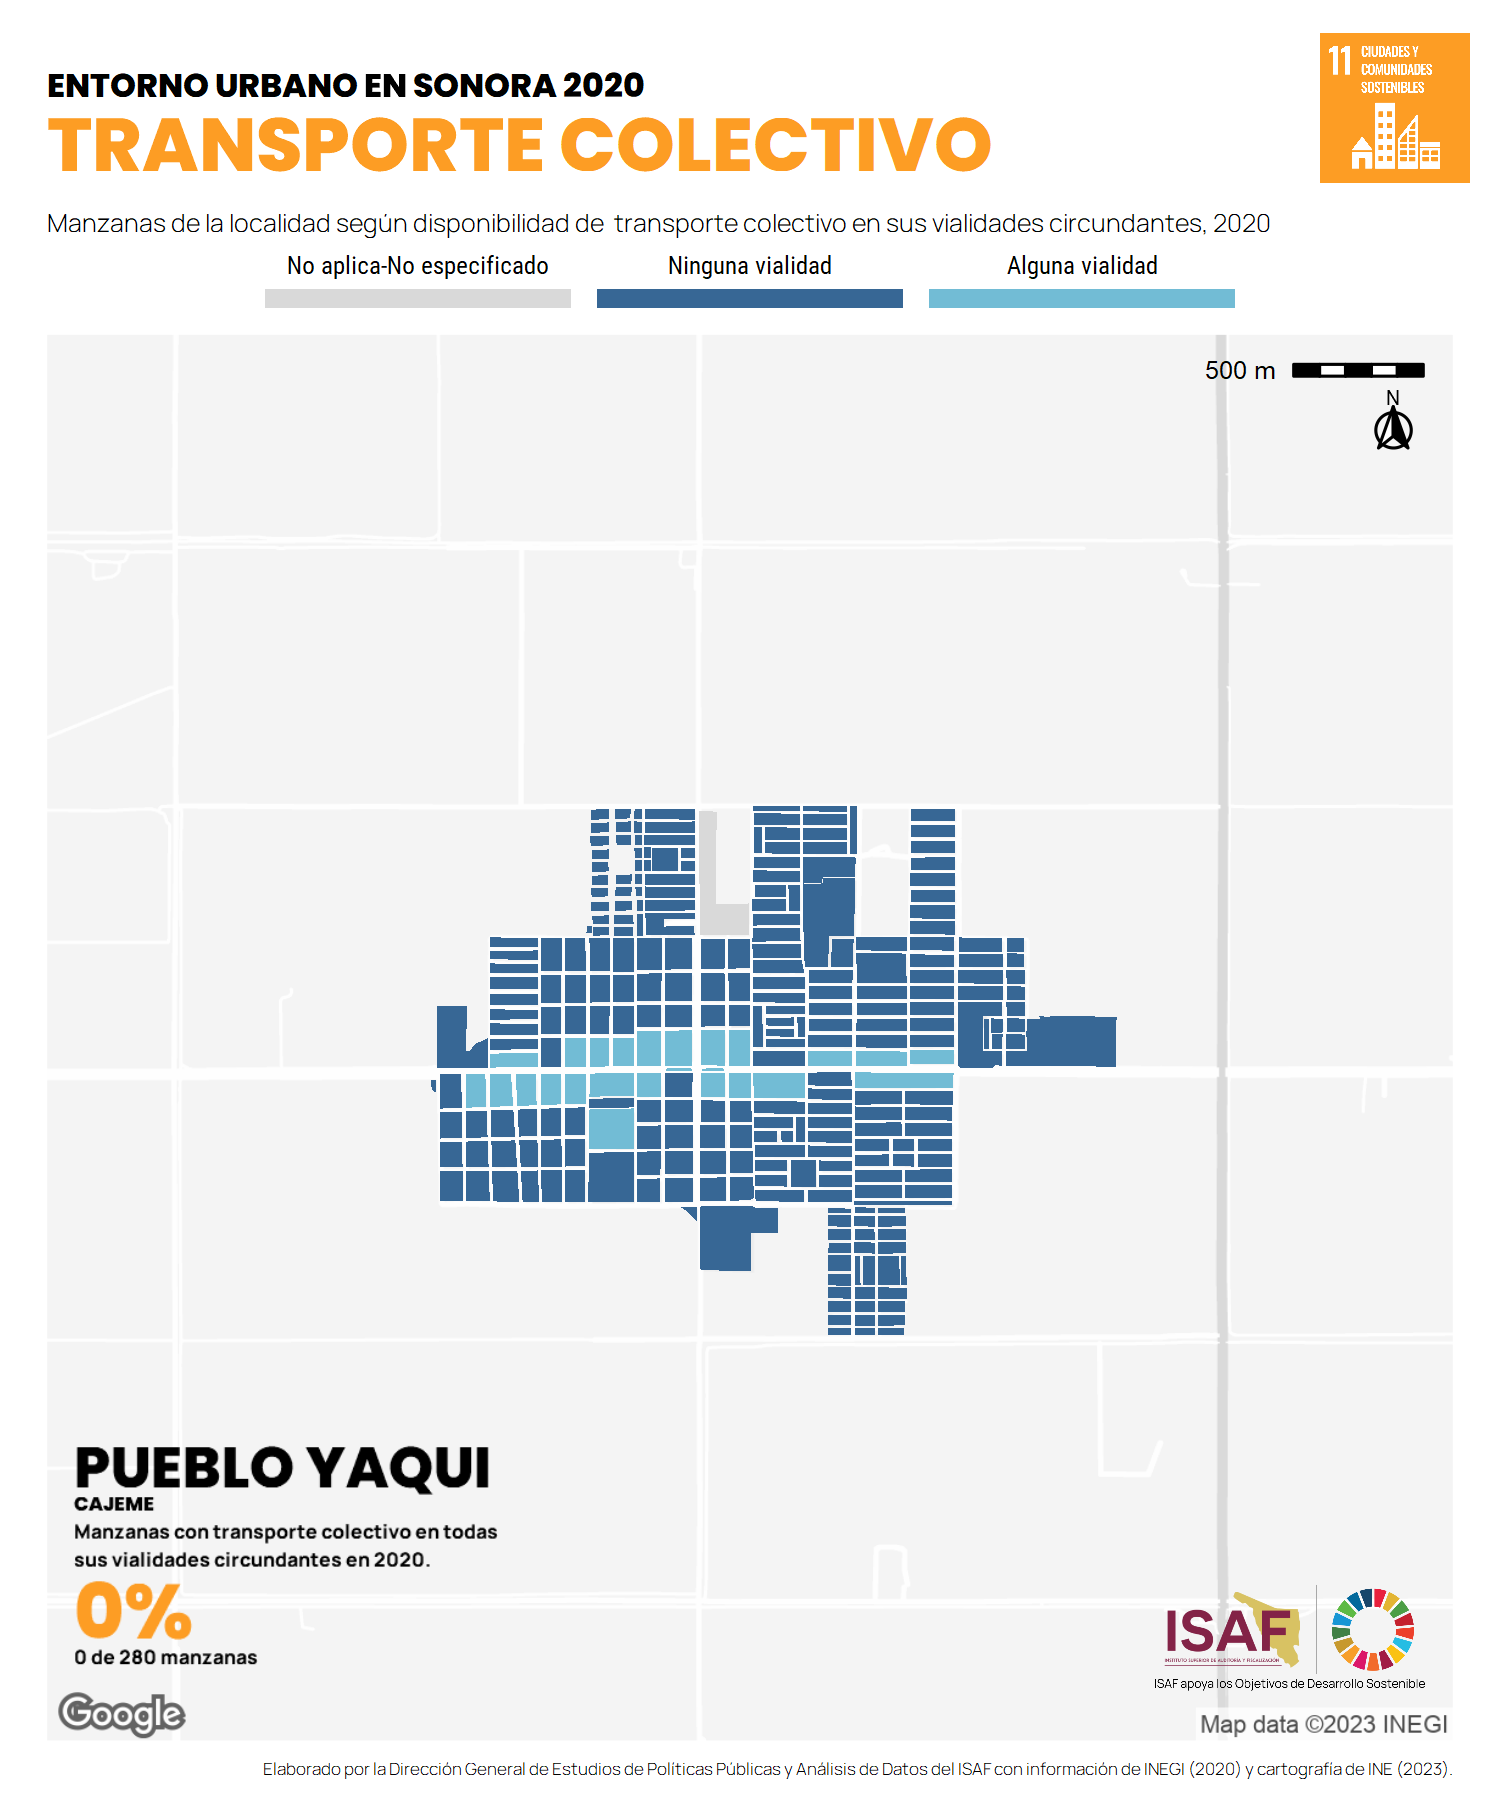 ENTORNO URBANO EN SONORA 2020
TRANSPORTE COLECTIVO
11 CIUDADES Y
COMUNIDADES
SOSTENIBLES
Manzanas de la localidad según disponibilidad de transporte colectivo en sus vialidades circundantes, 2020
No aplica-No especificado
Ninguna vialidad
Alguna vialidad
500 m
N
PUEBLO YAQUI
CAJEME
Manzanas con transporte colectivo en todas
sus vialidades circundantes en 2020.
0%
0 de 280 manzanas
ISAF
INSTITUTO SUPERIOR DE AUDITORÍA Y FISCALIZACIÓN
ISAF apoya los Objetivos de Desarrollo Sostenible
Google
Map data ©2023 INEGI
Elaborado por la Dirección General de Estudios de Políticas Públicas y Análisis de Datos del ISAF con información de INEGI (2020) y cartografía de INE (2023).